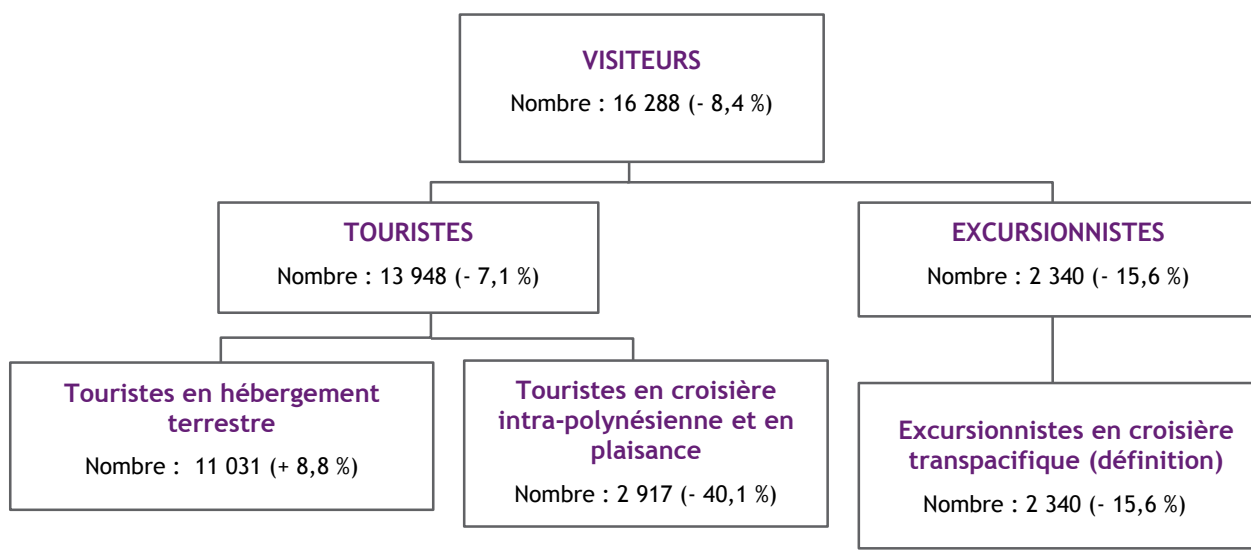 VISITEURS
Nombre : 16 288 (- 8,4 %)
TOURISTES
Nombre : 13 948 (- 7,1 %)
EXCURSIONNISTES
Nombre : 2 340 (- 15,6 %)
Touristes en hébergement
terrestre
Nombre : 11 031 (+ 8,8 %)
Touristes en croisière
intra-polynésienne et en
plaisance
Nombre : 2 917 (- 40,1 %)
Excursionnistes en croisière
transpacifique (définition)
Nombre : 2 340 (- 15,6 %)